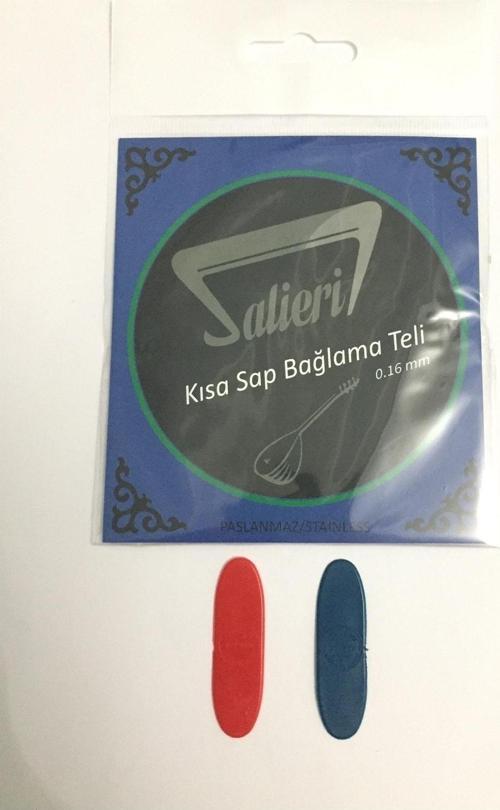 Salieri
Kısa Sap Bağlama Teli
0.16 mm
PASLANMAZ/STAINLESS